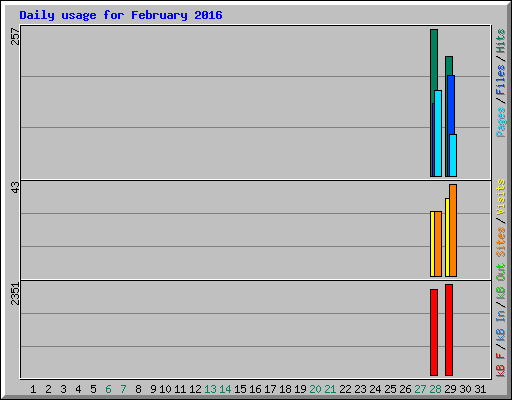 Daily usage for February 2016
257
Pages / Files / Hits
43
Sites / Visits
2351
kB F / kB In / kB Out
1 2 3 4 5 6 7 8 9 10 11 12 13 14 15 16 17 18 19 20 21 22 23 24 25 26 27 28 29 30 31